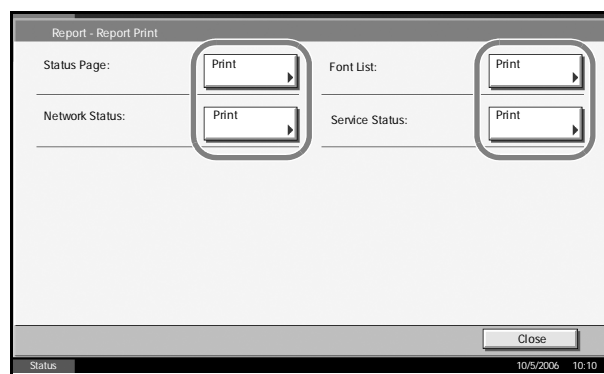 Report - Report Print
Status Page: Print Font List: Print
Network Status: Print Service Status: Print
Close
Status 10/5/2006 10:10